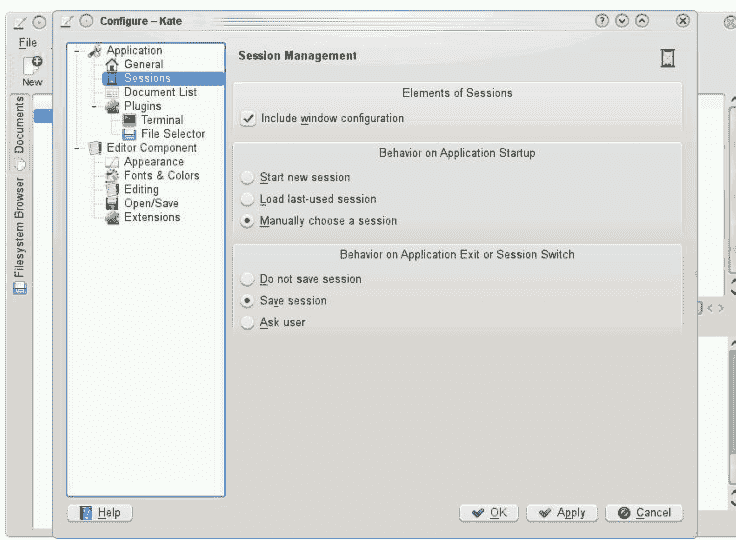 Configure – Kate
File
New
Documents
Filesystem Browser
Application
General
Sessions
Document List
Plugins
Terminal
File Selector
Editor Component
Appearance
Fonts & Colors
Editing
Open/Save
Extensions
Session Management
Elements of Sessions
Include window configuration
Behavior on Application Startup
Start new session
Load last-used session
Manually choose a session
Behavior on Application Exit or Session Switch
Do not save session
Save session
Ask user
Help
OK
Apply
Cancel